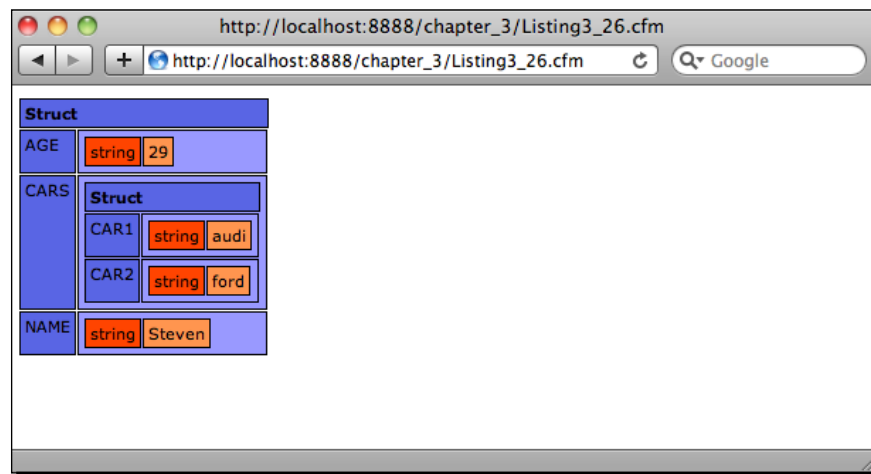 http://localhost:8888/chapter_3/Listing3_26.cfm
http://localhost:8888/chapter_3/Listing3_26.cfm Google
Struct
AGE string 29
CARS Struct
CAR1 string audi
CAR2 string ford
NAME string Steven